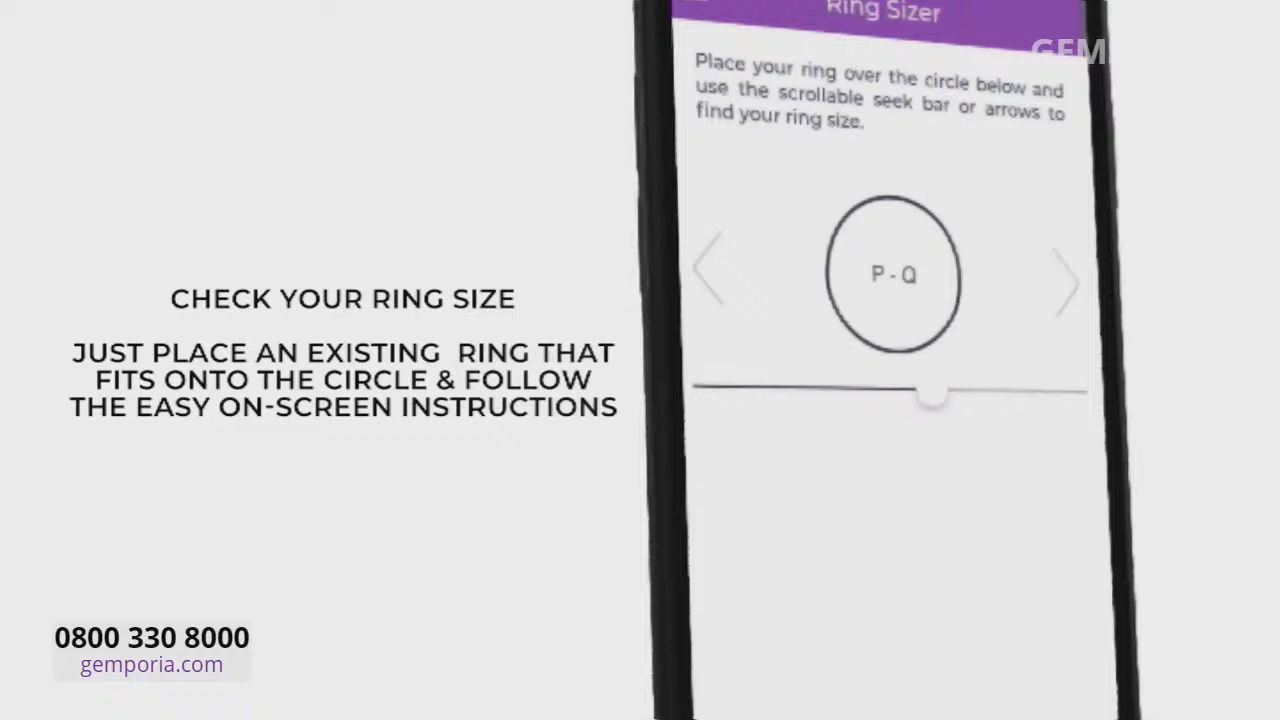 Ring Sizer
GEM
Place your ring over the circle below and
use the scrollable seek bar or arrows to
find your ring size.
P - Q
CHECK YOUR RING SIZE
JUST PLACE AN EXISTING RING THAT
FITS ONTO THE CIRCLE & FOLLOW
THE EASY ON-SCREEN INSTRUCTIONS
0800 330 8000
gemporia.com